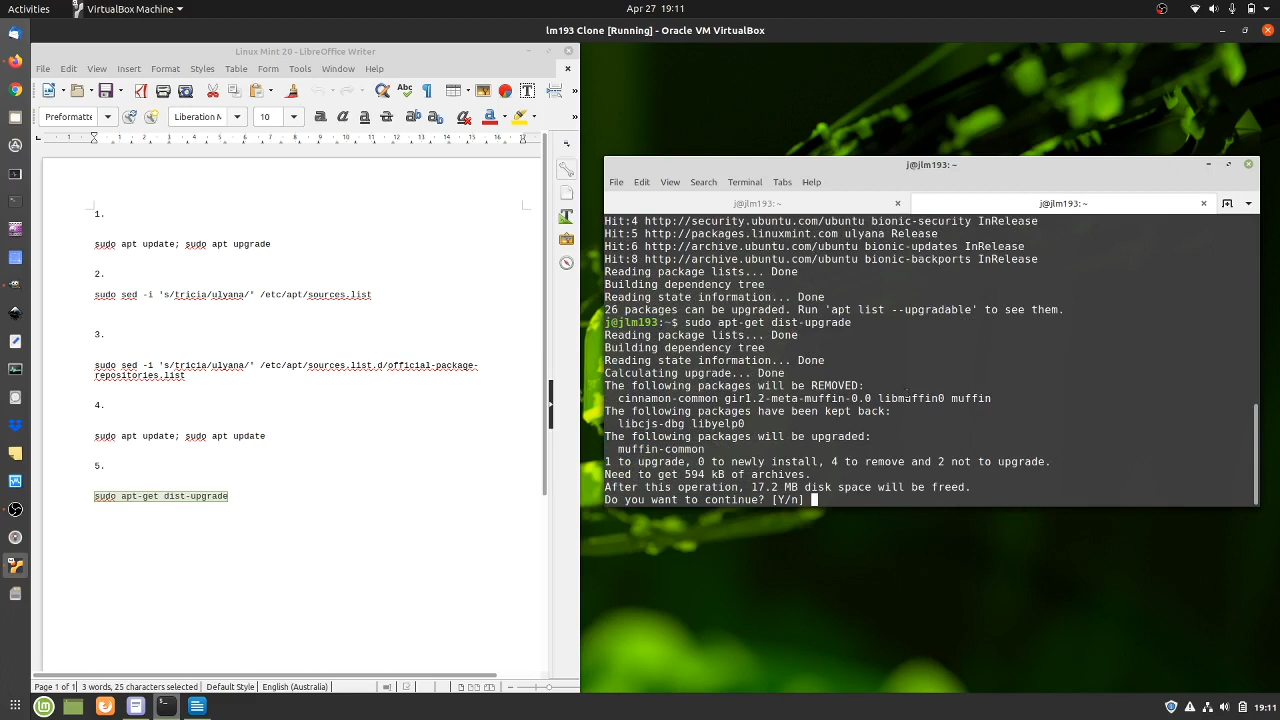 Activities
VirtualBox Machine
Apr 27 19:11
lm193 Clone [Running] - Oracle VM VirtualBox
Linux Mint 20 - LibreOffice Writer
File Edit View Insert Format Styles Table Form Tools Window Help
Preformatte
Liberation M
10
1.
sudo apt update; sudo apt upgrade
2.
sudo sed -i 's/tricia/ulyana/' /etc/apt/sources.list
3.
sudo sed -i 's/tricia/ulyana/' /etc/apt/sources.list.d/official-package-
repositories.list
4.
sudo apt update; sudo apt update
5.
sudo apt-get dist-upgrade
Page 1 of 1 3 words, 25 characters selected Default Style English (Australia)
j@jlm193: ~
File Edit View Search Terminal Tabs Help
j@jlm193: ~ j@jlm193: ~
Hit:4 http://security.ubuntu.com/ubuntu bionic-security InRelease
Hit:5 http://packages.linuxmint.com ulyana Release
Hit:6 http://archive.ubuntu.com/ubuntu bionic-updates InRelease
Hit:8 http://archive.ubuntu.com/ubuntu bionic-backports InRelease
Reading package lists... Done
Building dependency tree
Reading state information... Done
26 packages can be upgraded. Run 'apt list --upgradable' to see them.
j@jlm193:~$ sudo apt-get dist-upgrade
Reading package lists... Done
Building dependency tree
Reading state information... Done
Calculating upgrade... Done
The following packages will be REMOVED:
cinnamon-common gir1.2-meta-muffin-0.0 libmuffin0 muffin
The following packages have been kept back:
libcjs-dbg libyelp0
The following packages will be upgraded:
muffin-common
1 to upgrade, 0 to newly install, 4 to remove and 2 not to upgrade.
Need to get 594 kB of archives.
After this operation, 17.2 MB disk space will be freed.
Do you want to continue? [Y/n]
19:11